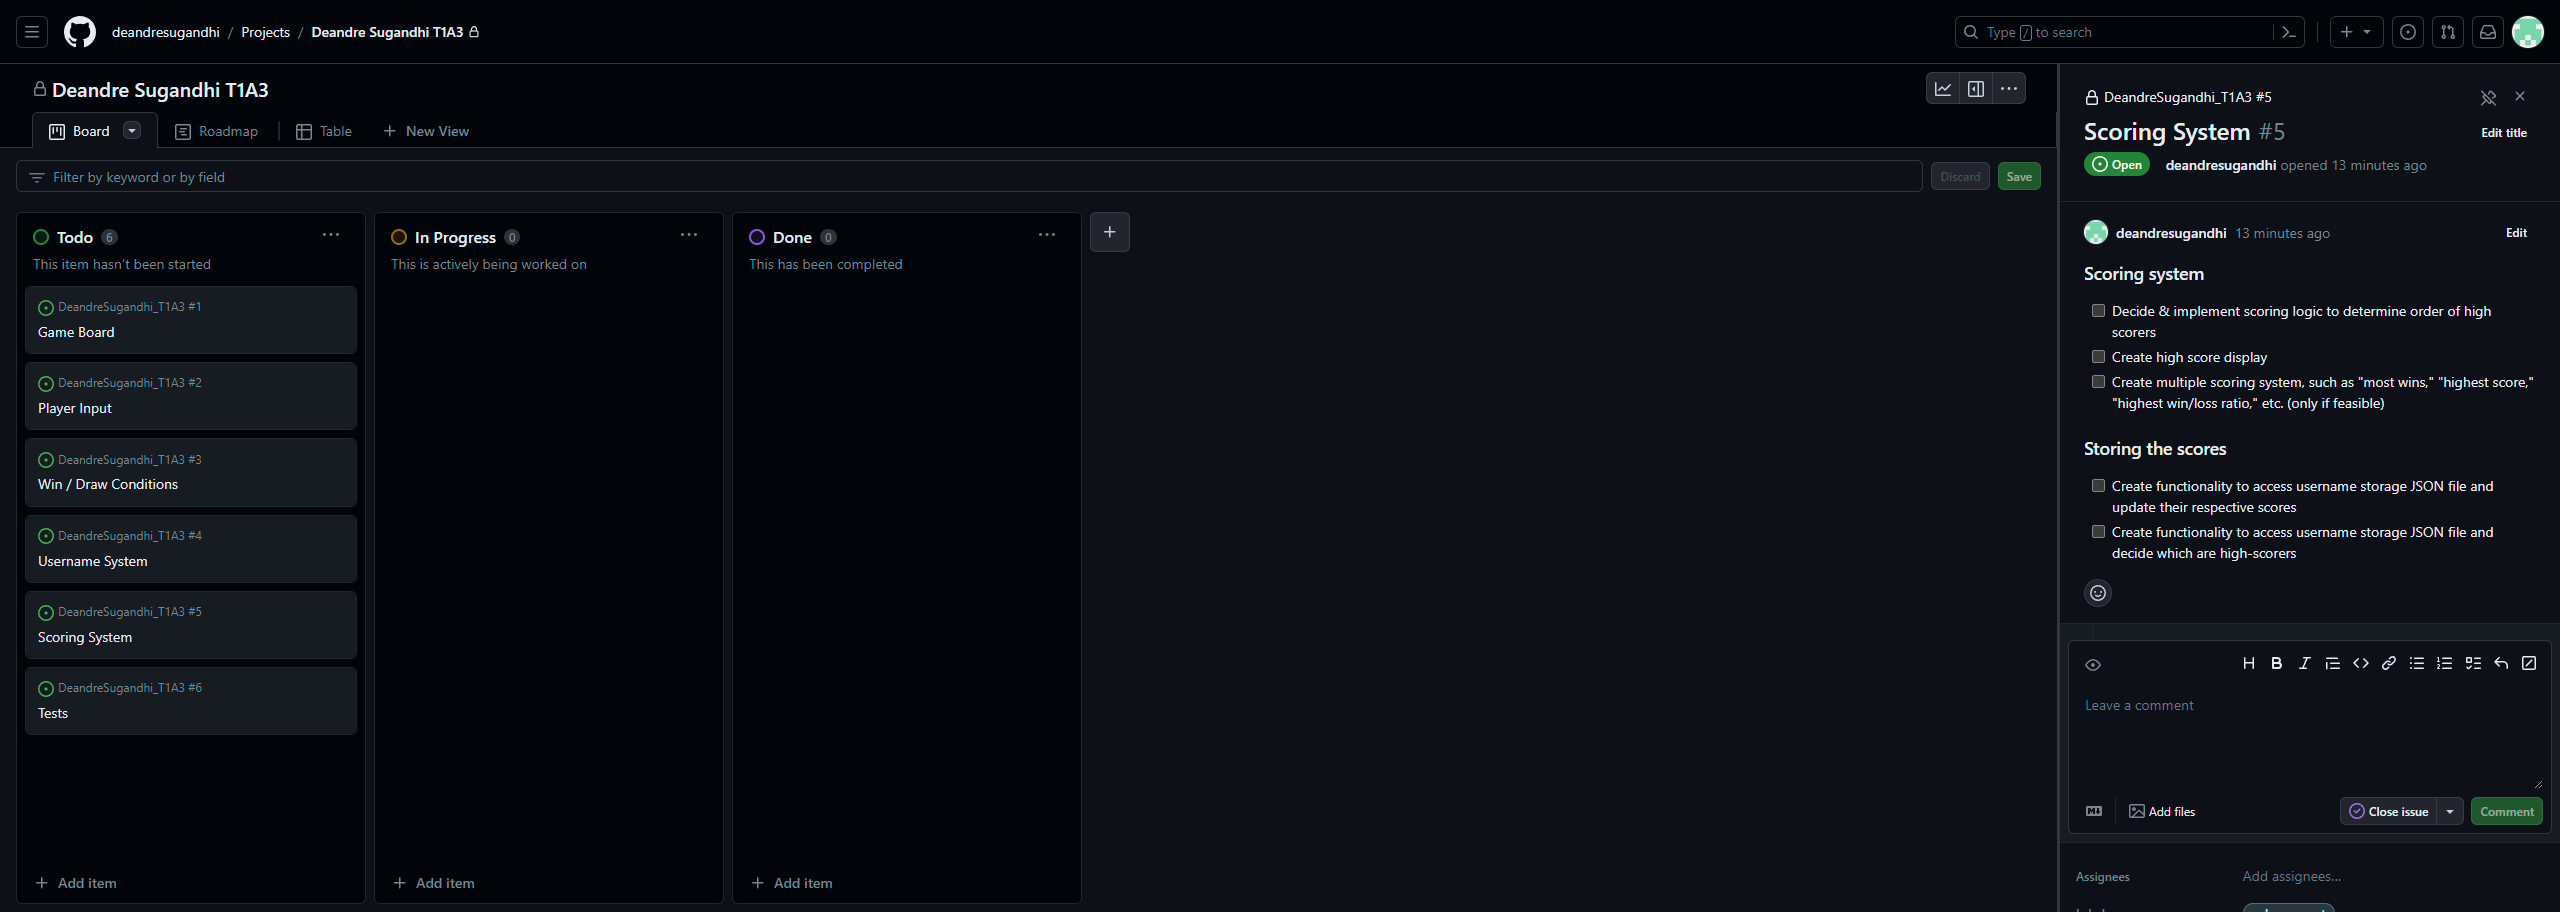 deandresugandhi / Projects / Deandre Sugandhi T1A3
Type / to search
Deandre Sugandhi T1A3
Board
Roadmap
Table
New View
Filter by keyword or by field
Discard
Save
Todo 6
This item hasn't been started
DeandreSugandhi_T1A3 #1
Game Board
DeandreSugandhi_T1A3 #2
Player Input
DeandreSugandhi_T1A3 #3
Win / Draw Conditions
DeandreSugandhi_T1A3 #4
Username System
DeandreSugandhi_T1A3 #5
Scoring System
DeandreSugandhi_T1A3 #6
Tests
Add item
In Progress 0
This is actively being worked on
Add item
Done 0
This has been completed
Add item
DeandreSugandhi_T1A3 #5
Scoring System #5
Edit title
Open
deandresugandhi opened 13 minutes ago
deandresugandhi 13 minutes ago
Edit
Scoring system
Decide & implement scoring logic to determine order of high
scorers
Create high score display
Create multiple scoring system, such as "most wins," "highest score,"
"highest win/loss ratio," etc. (only if feasible)
Storing the scores
Create functionality to access username storage JSON file and
update their respective scores
Create functionality to access username storage JSON file and
decide which are high-scorers
Leave a comment
Add files
Close issue
Comment
Assignees
Add assignees...